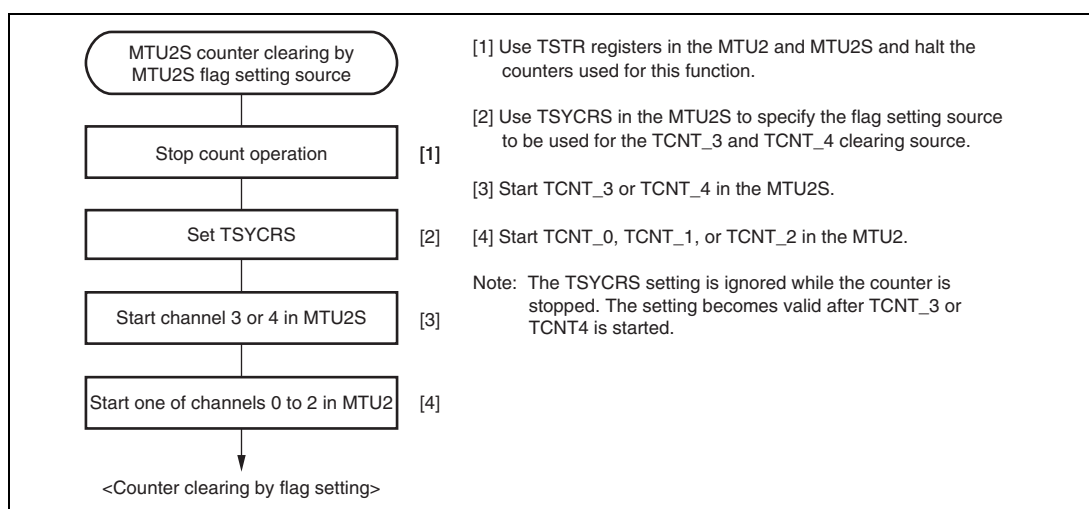 MTU2S counter clearing by
MTU2S flag setting source
Stop count operation
[1]
Set TSYCRS
[2]
Start channel 3 or 4 in MTU2S
[3]
Start one of channels 0 to 2 in MTU2
[4]
<Counter clearing by flag setting>
[1] Use TSTR registers in the MTU2 and MTU2S and halt the
counters used for this function.
[2] Use TSYCRS in the MTU2S to specify the flag setting source
to be used for the TCNT_3 and TCNT_4 clearing source.
[3] Start TCNT_3 or TCNT_4 in the MTU2S.
[4] Start TCNT_0, TCNT_1, or TCNT_2 in the MTU2.
Note: The TSYCRS setting is ignored while the counter is
stopped. The setting becomes valid after TCNT_3 or
TCNT4 is started.